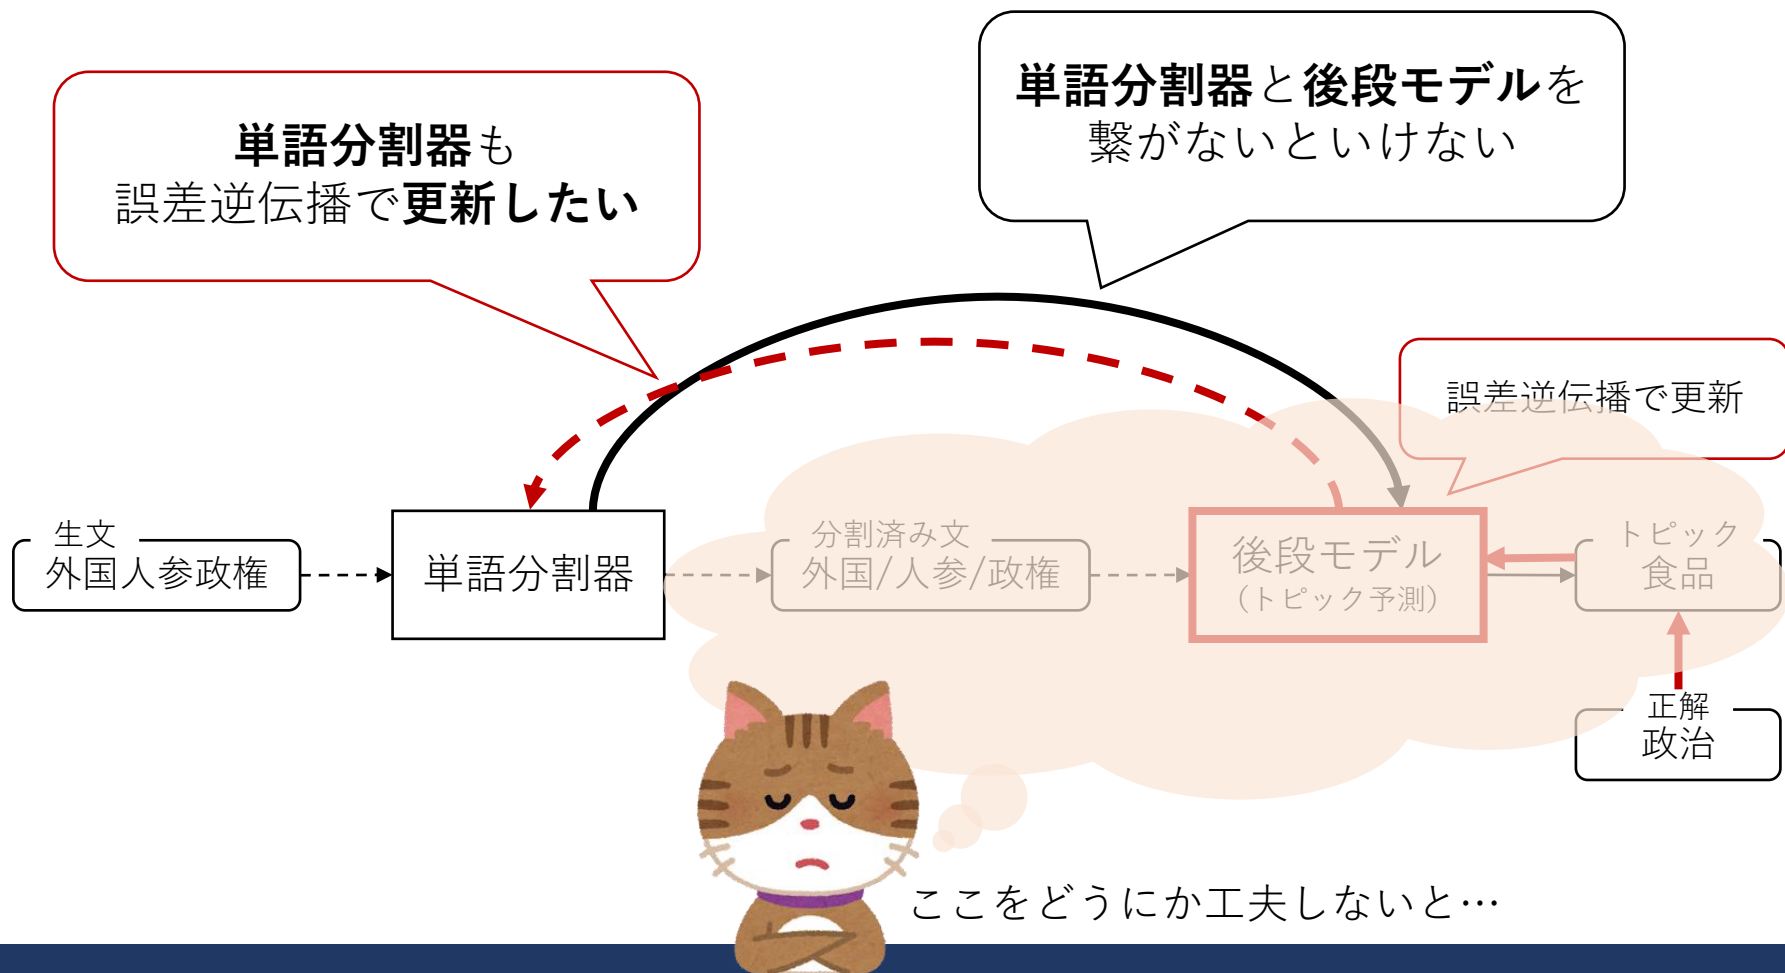 単語分割器と後段モデルを
繋がないといけない
単語分割器も
誤差逆伝播で更新したい
誤差逆伝播で更新
生文
外国人参政権
単語分割器
分割済み文
外国/人参/政権
後段モデル
（トピック予測）
トピック
食品
正解
政治
ここをどうにか工夫しないと…